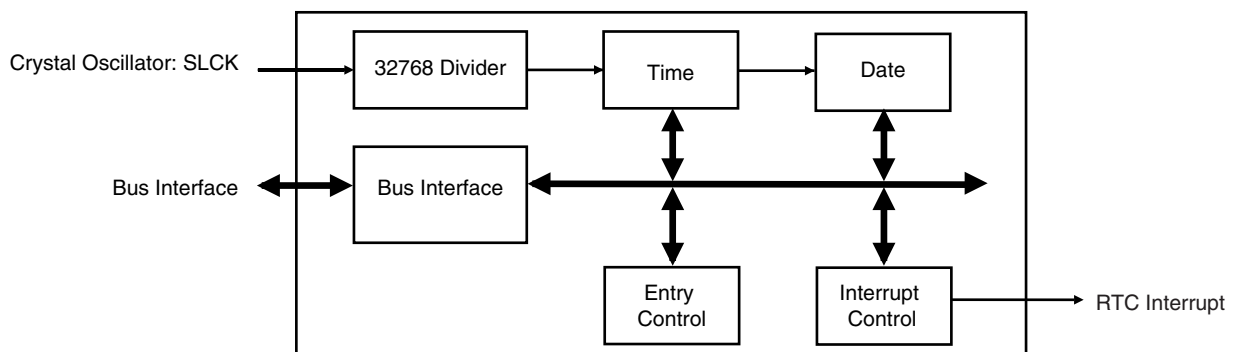 Crystal Oscillator: SLCK
32768 Divider
Time
Date
Bus Interface
Bus Interface
Entry
Control
Interrupt
Control
RTC Interrupt